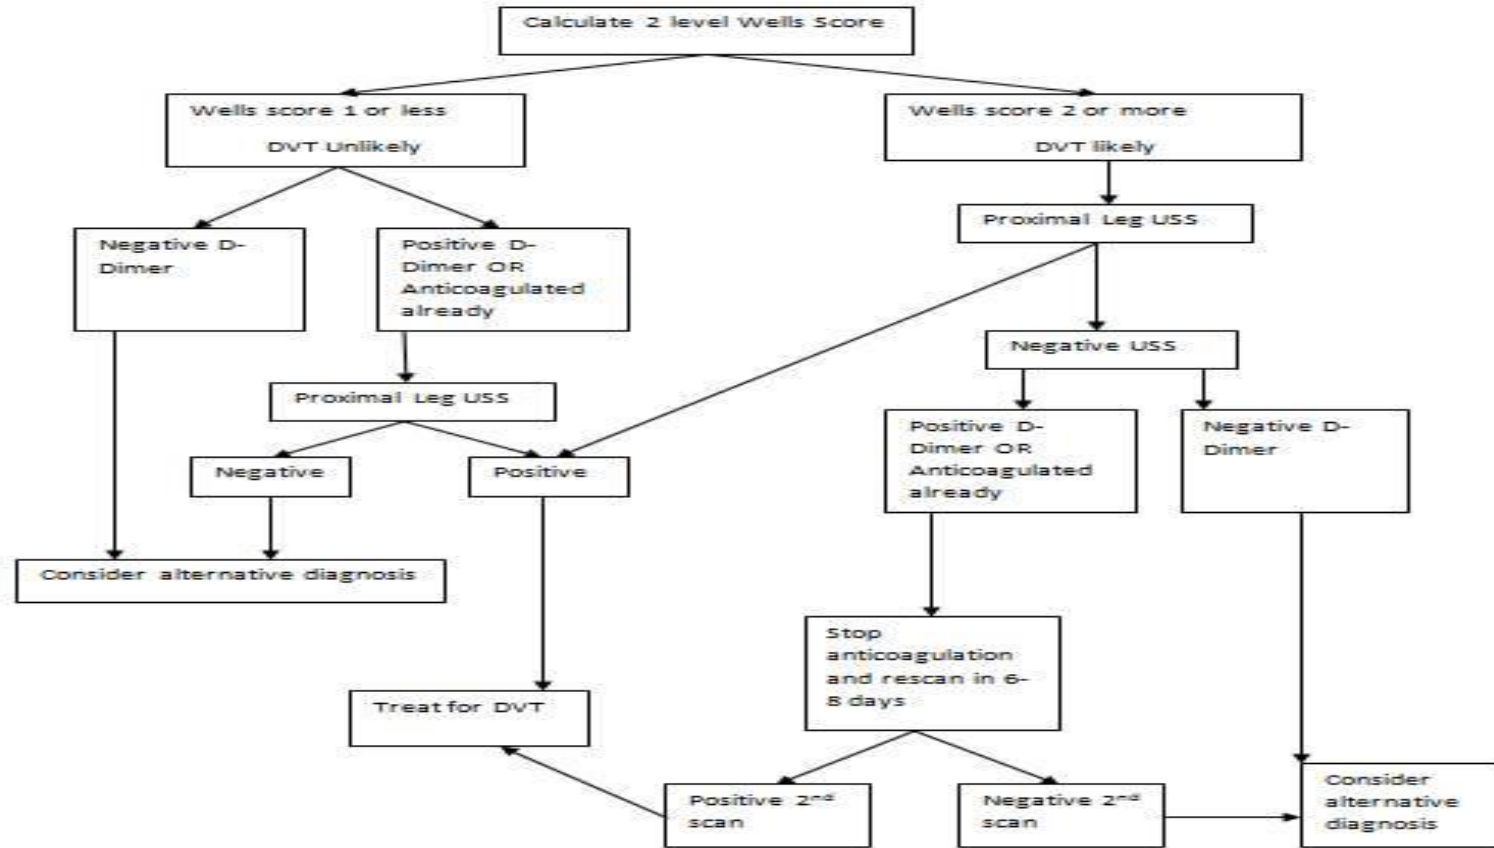 Calculate 2 level Wells Score
Wells score 1 or less
DVT Unlikely
Wells score 2 or more
DVT likely
Proximal Leg USS
Negative D-
Dimer
Positive D-
Dimer OR
Anticoagulated
already
Negative USS
Proximal Leg USS
Positive D-
Dimer OR
Anticoagulated
already
Negative D-
Dimer
Negative
Positive
Consider alternative diagnosis
Stop
anticoagulation
and rescan in 6-
8 days
Treat for DVT
Positive 2nd
scan
Negative 2nd
scan
Consider
alternative
diagnosis